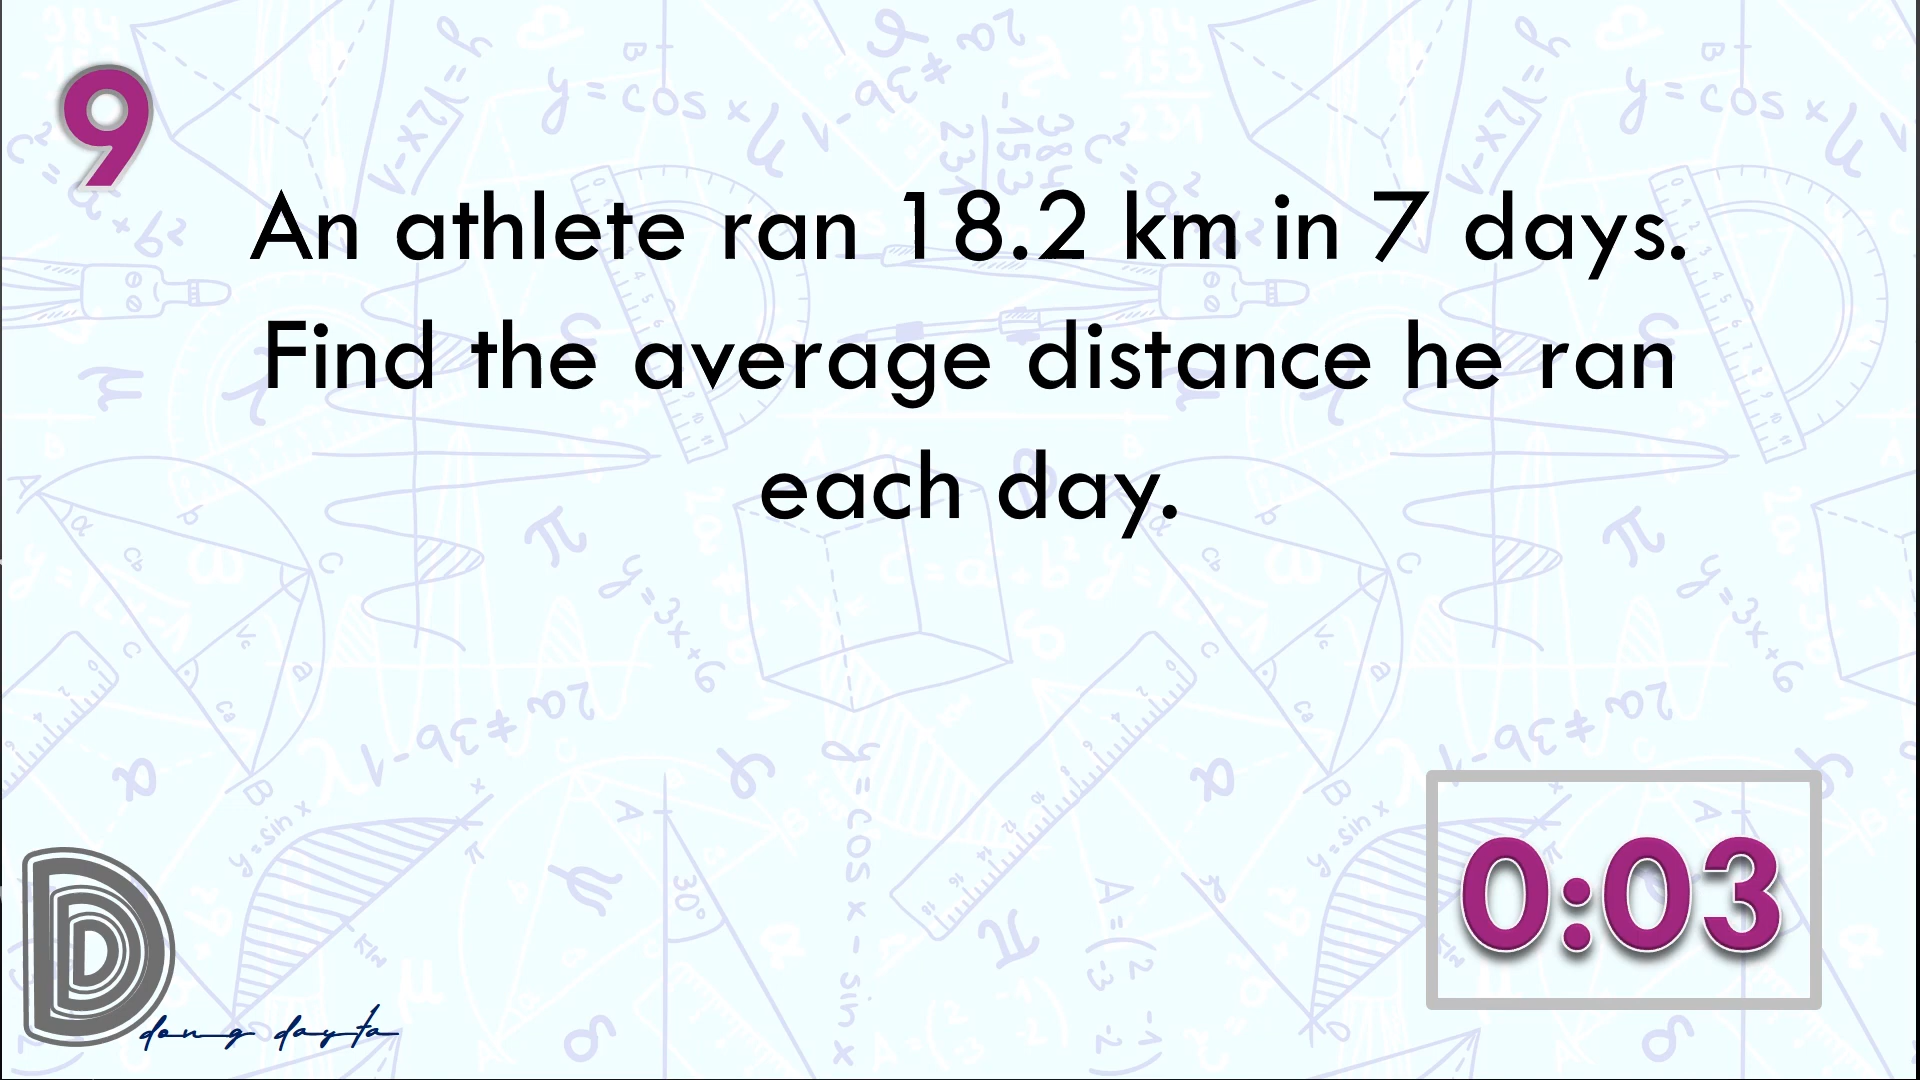 9
An athlete ran 18.2 km in 7 days.
Find the average distance he ran
each day.
0:03
dong dayta